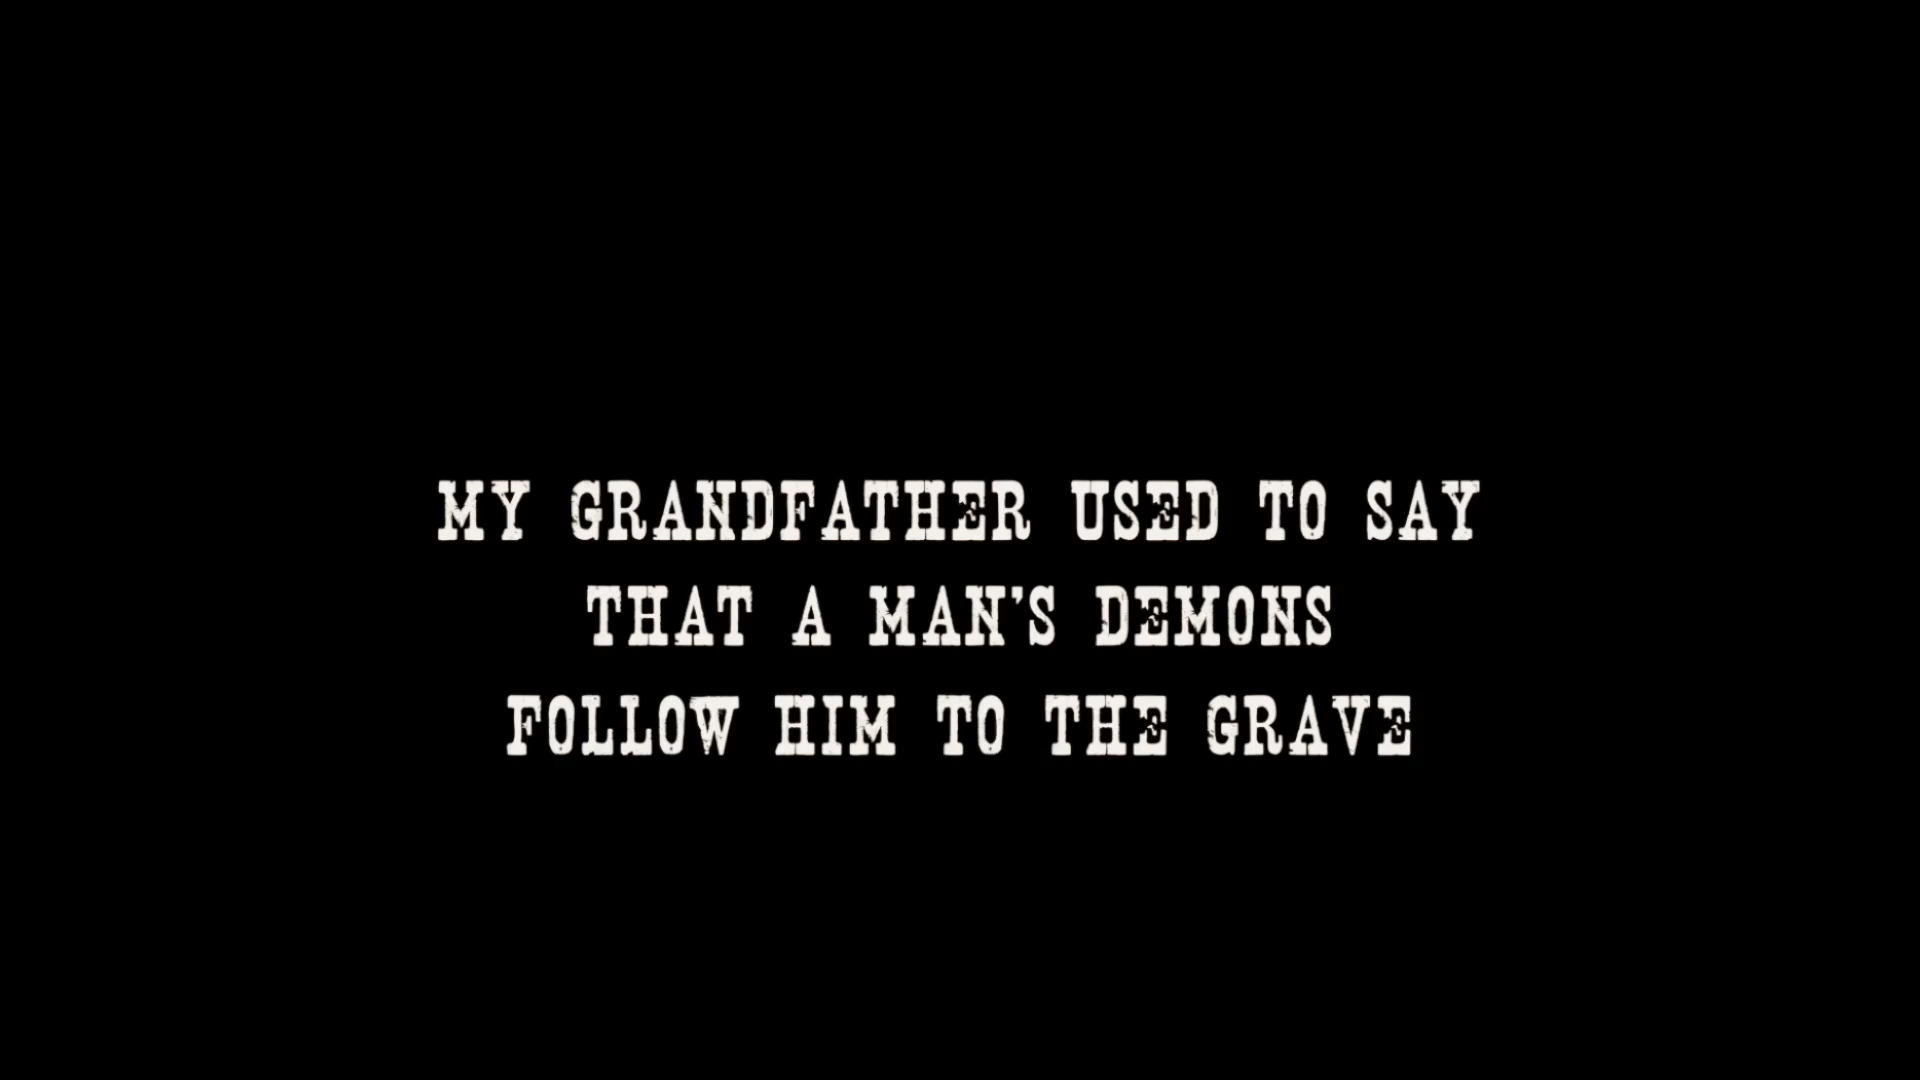 MY GRANDFATHER USED TO SAY
THAT A MAN'S DEMONS
FOLLOW HIM TO THE GRAVE